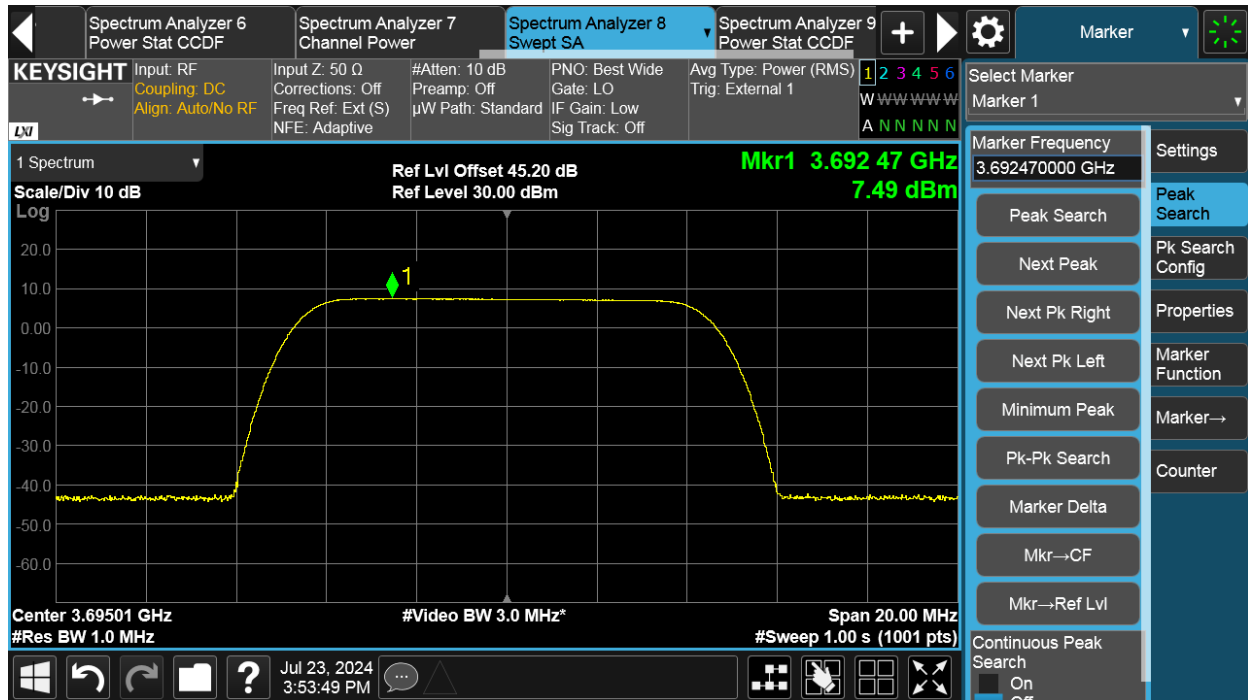 Spectrum Analyzer 6
Power Stat CCDF
Spectrum Analyzer 7
Channel Power
Spectrum Analyzer 8
Swept SA
Spectrum Analyzer 9
Power Stat CCDF
Marker
KEYSIGHT
LXI
Input: RF
Coupling: DC
Align: Auto/No RF
Input Z: 50 Ω
Corrections: Off
Freq Ref: Ext (S)
NFE: Adaptive
#Atten: 10 dB
Preamp: Off
µW Path: Standard
PNO: Best Wide
Gate: LO
IF Gain: Low
Sig Track: Off
Avg Type: Power (RMS)
Trig: External 1
1 2 3 4 5 6
W W W W W W
A N N N N N
Select Marker
Marker 1
1 Spectrum
Scale/Div 10 dB
Ref Lvl Offset 45.20 dB
Ref Level 30.00 dBm
Mkr1 3.692 47 GHz
7.49 dBm
Log
20.0
10.0
0.00
-10.0
-20.0
-30.0
-40.0
-50.0
-60.0
1
Center 3.69501 GHz
#Res BW 1.0 MHz
#Video BW 3.0 MHz*
Span 20.00 MHz
#Sweep 1.00 s (1001 pts)
Marker Frequency
3.692470000 GHz
Peak Search
Next Peak
Next Pk Right
Next Pk Left
Minimum Peak
Pk-Pk Search
Marker Delta
Mkr→CF
Mkr→Ref Lvl
Continuous Peak
Search
On
Off
Settings
Peak
Search
Pk Search
Config
Properties
Marker
Function
Marker→
Counter
Jul 23, 2024
3:53:49 PM